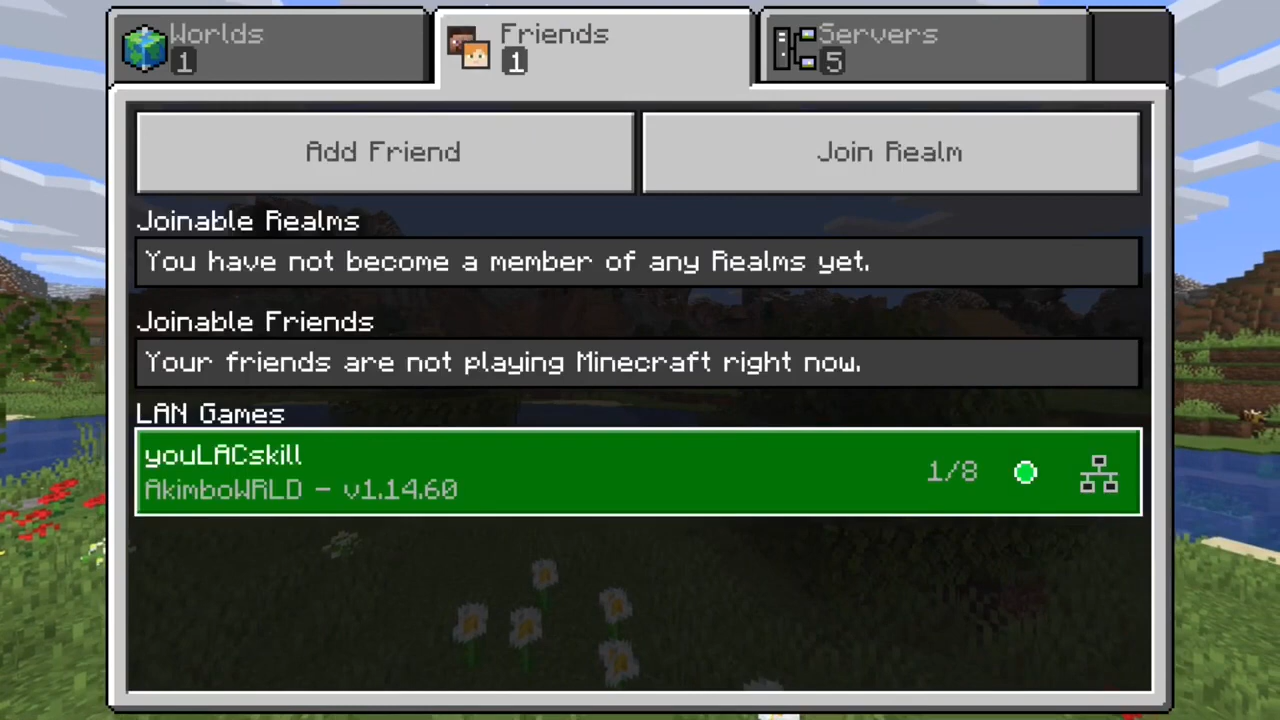 Worlds
1
Friends
1
Servers
5
Add Friend
Join Realm
Joinable Realms
You have not become a member of any Realms yet.
Joinable Friends
Your friends are not playing Minecraft right now.
LAN Games
youLACskill
AkimboWRLD - v1.14.60
1/8